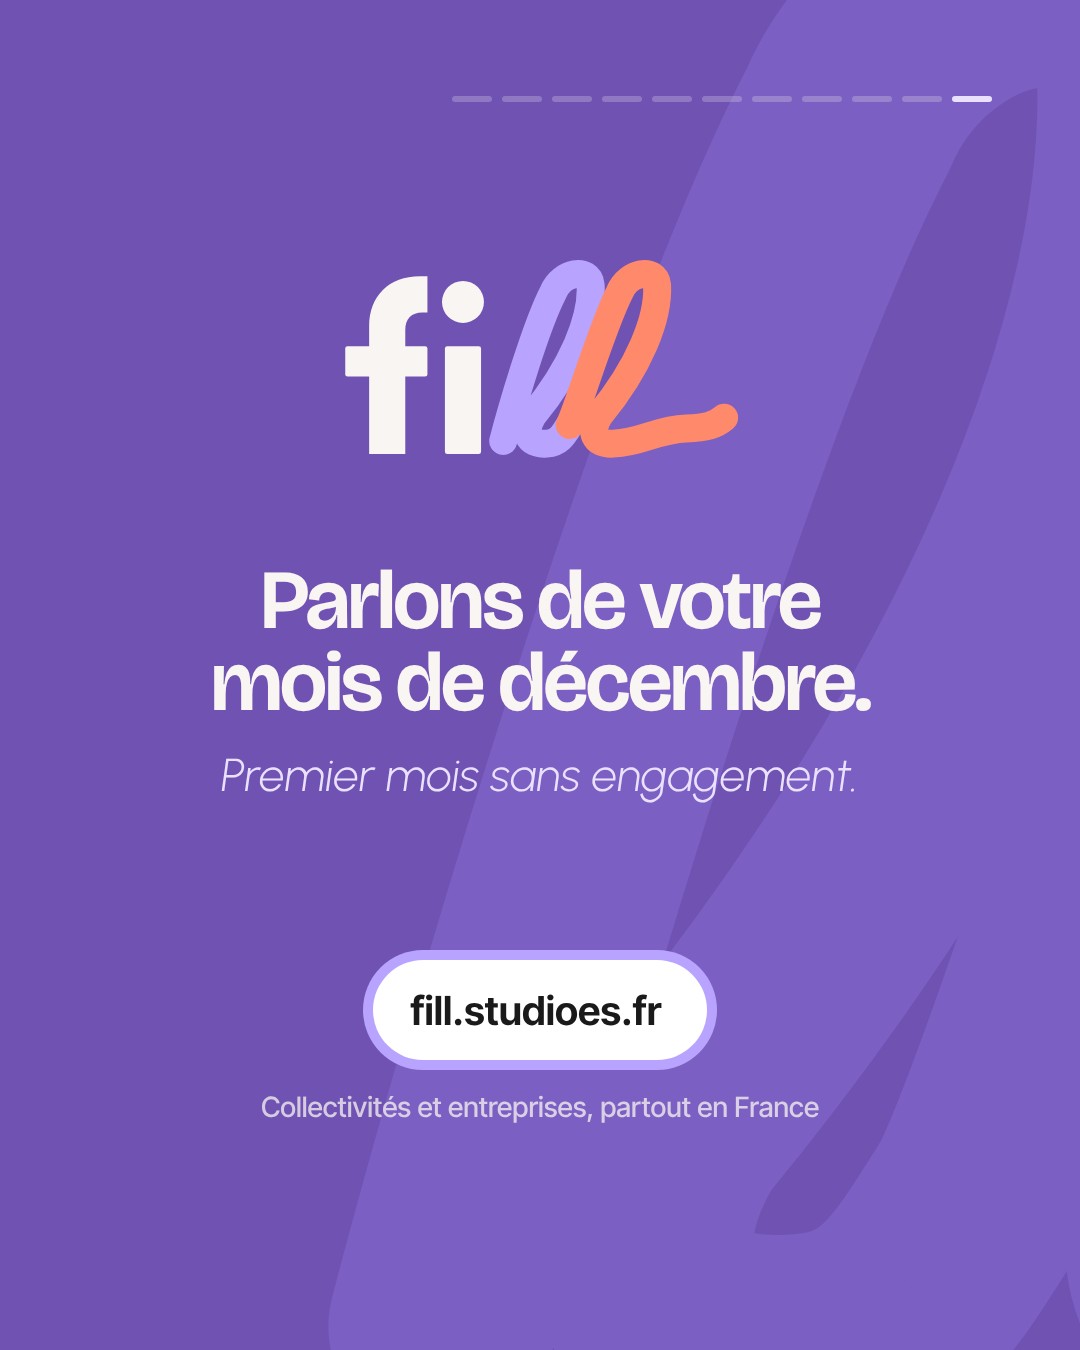 fill
Parlons de votre
mois de décembre.
Premier mois sans engagement.
fill.studioes.fr
Collectivités et entreprises, partout en France